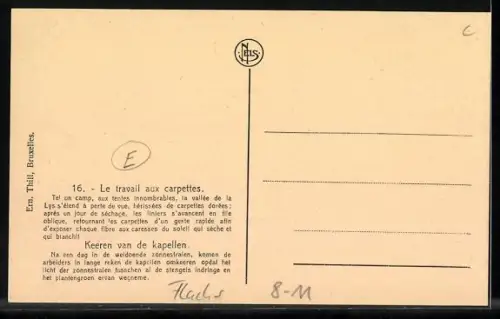 c
NELS
E
Ern. Thill, Bruxelles.
16. - Le travail aux carpettes.
Tel un camp, aux tentes innombrables, la vallée de la
Lys s'étend à perte de vue, hérissées de carpettes dorées;
après un jour de séchage, les liniers s'avancent en file
oblique, retournant les carpettes d'un geste rapide afin
d'exposer chaque fibre aux caresses du soleil qui sèche et
qui blanchit
Keeren van de kapellen.
Na een dag in de weldoende zonnestralen, komen de
arbeiders in lange reken de kapellen omkeeren opdat het
licht der zonnestralen tusschen al de stengels indringe en
het plantengroen ervan wegneme.
Flachs
8-11